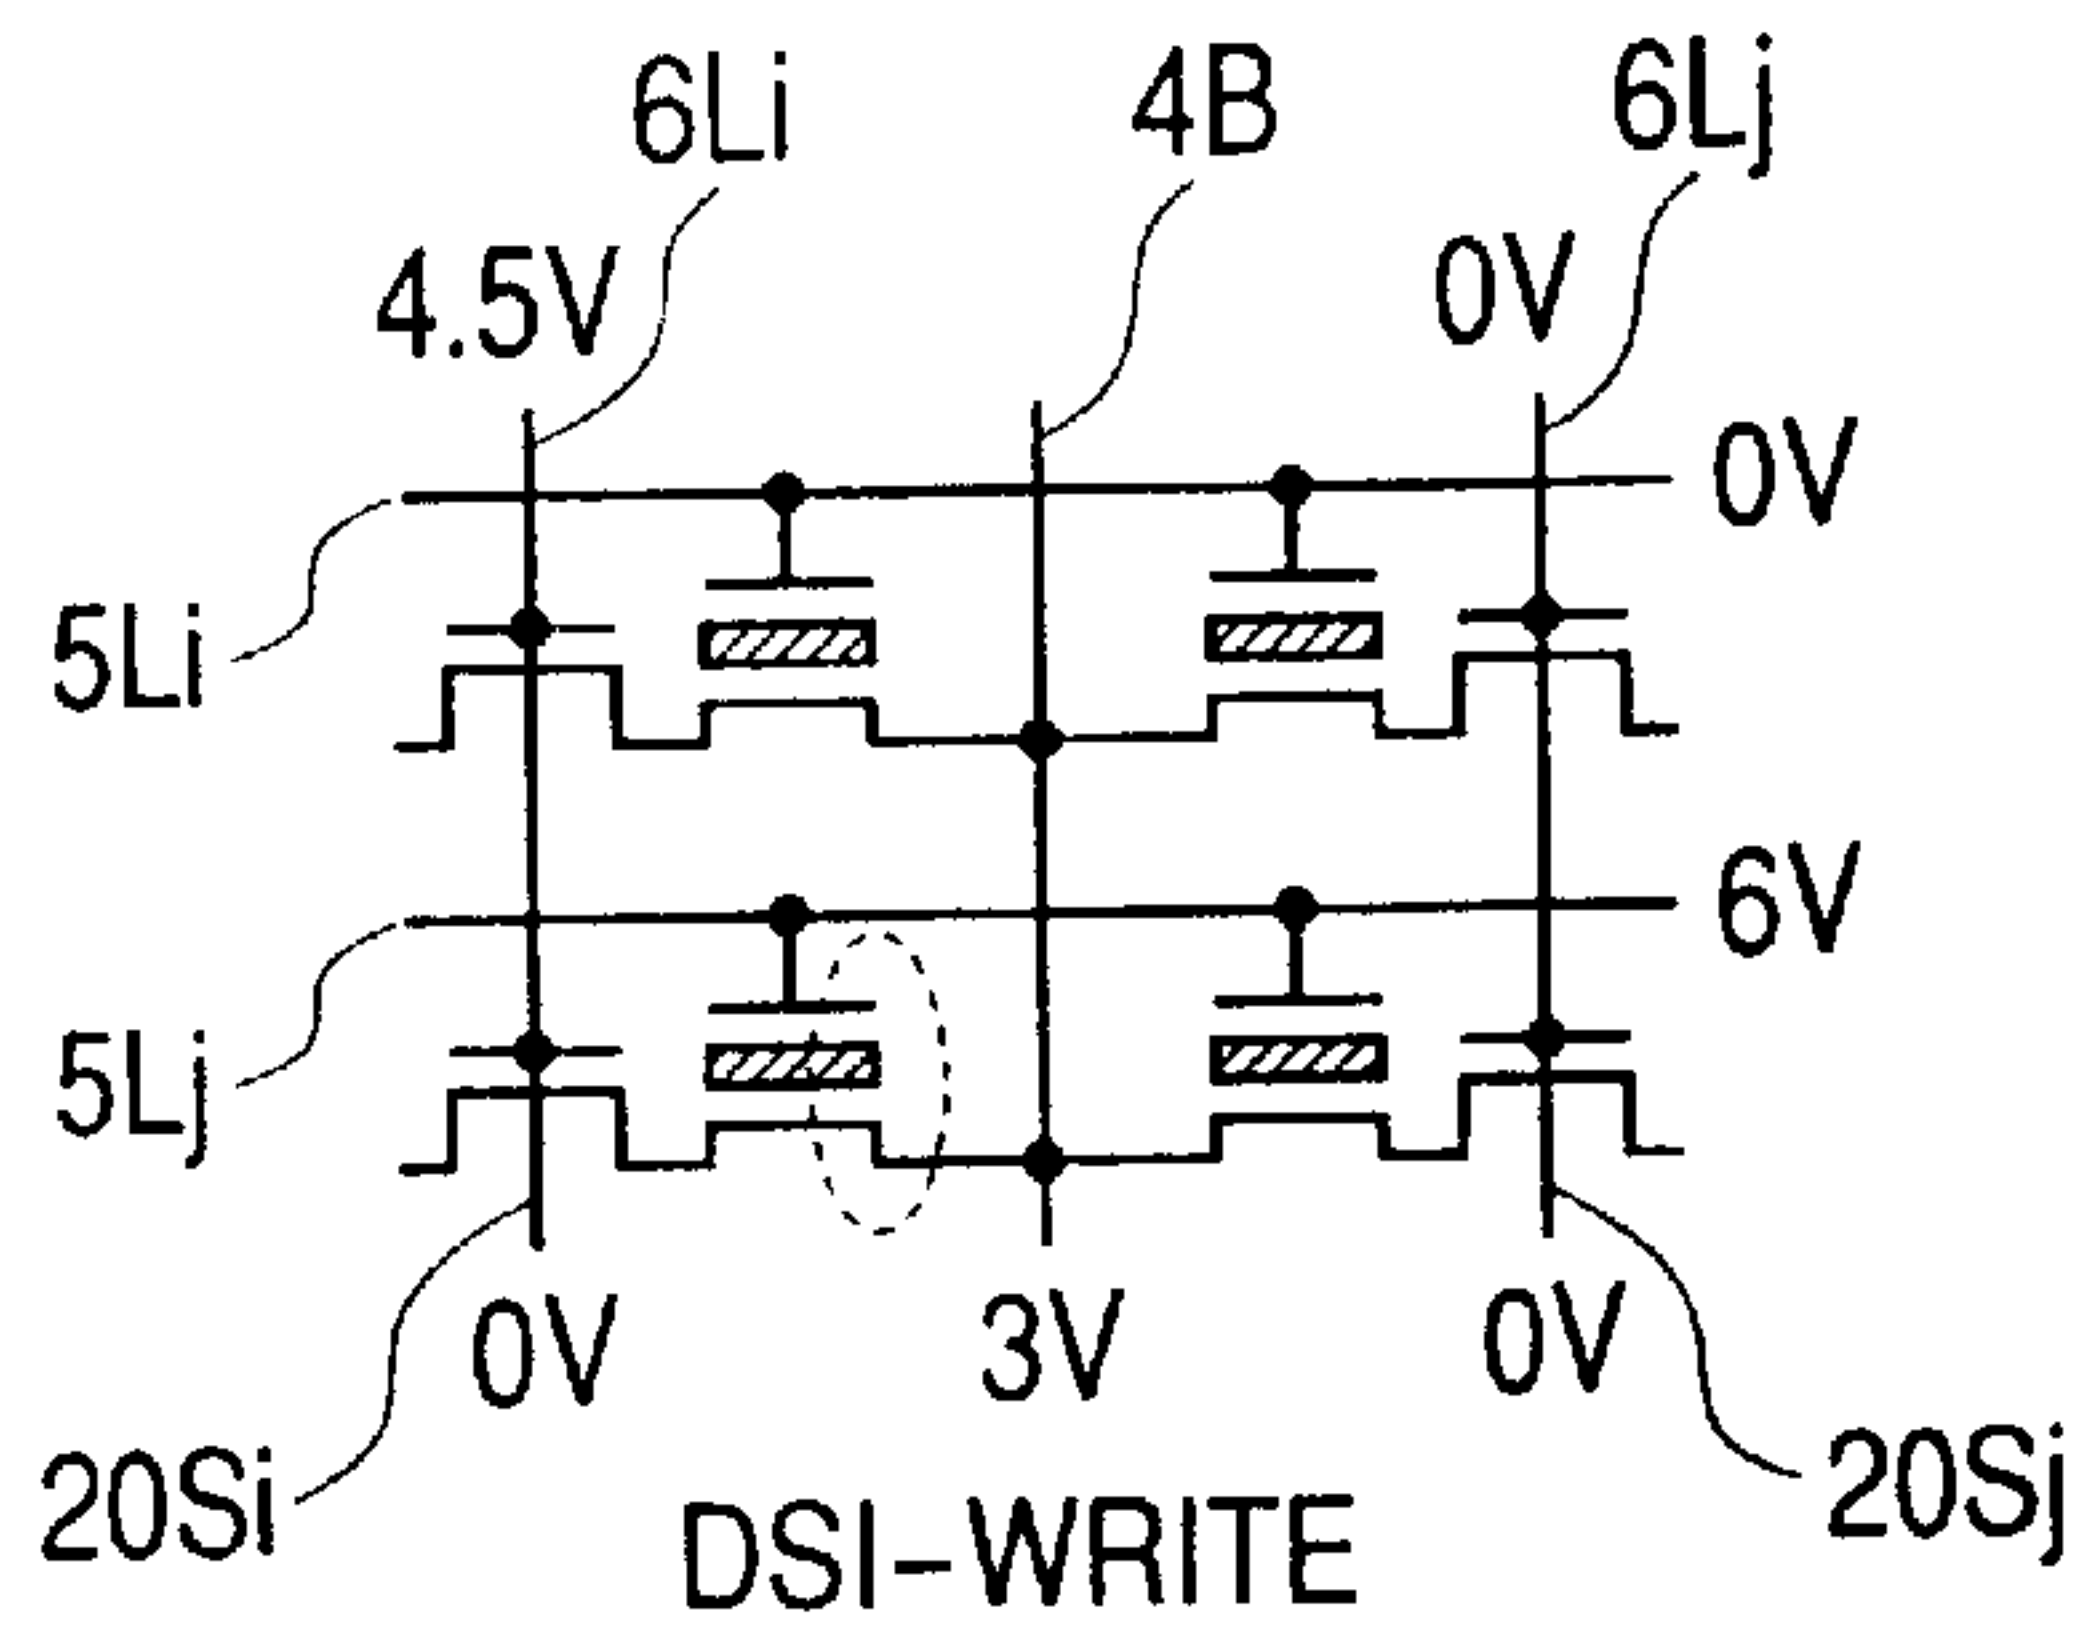 6Li 4B 6Lj
4.5V 0V
0V
5Li
6V
5Lj
0V 3V 0V
20Si 20Sj
DSI-WRITE